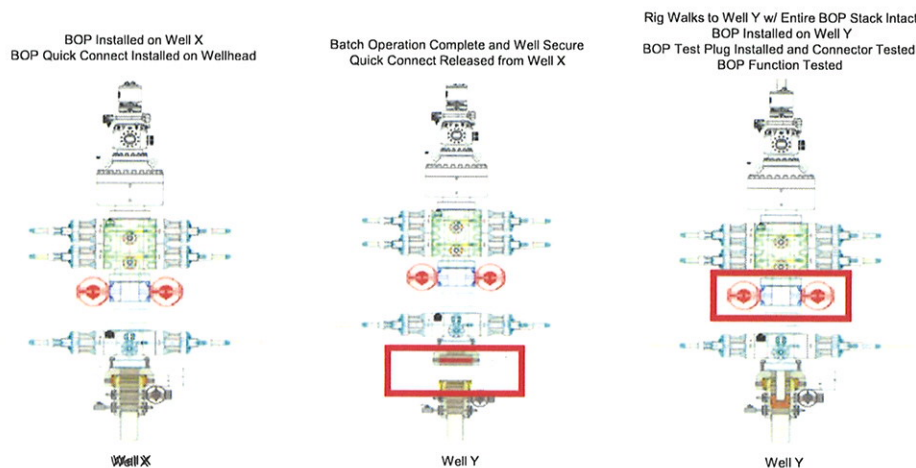 BOP Installed on Well X
BOP Quick Connect Installed on Wellhead
Batch Operation Complete and Well Secure
Quick Connect Released from Well X
Rig Walks to Well Y w/ Entire BOP Stack Intact
BOP Installed on Well Y
BOP Test Plug Installed and Connector Tested
BOP Function Tested
Well X
Well Y
Well Y